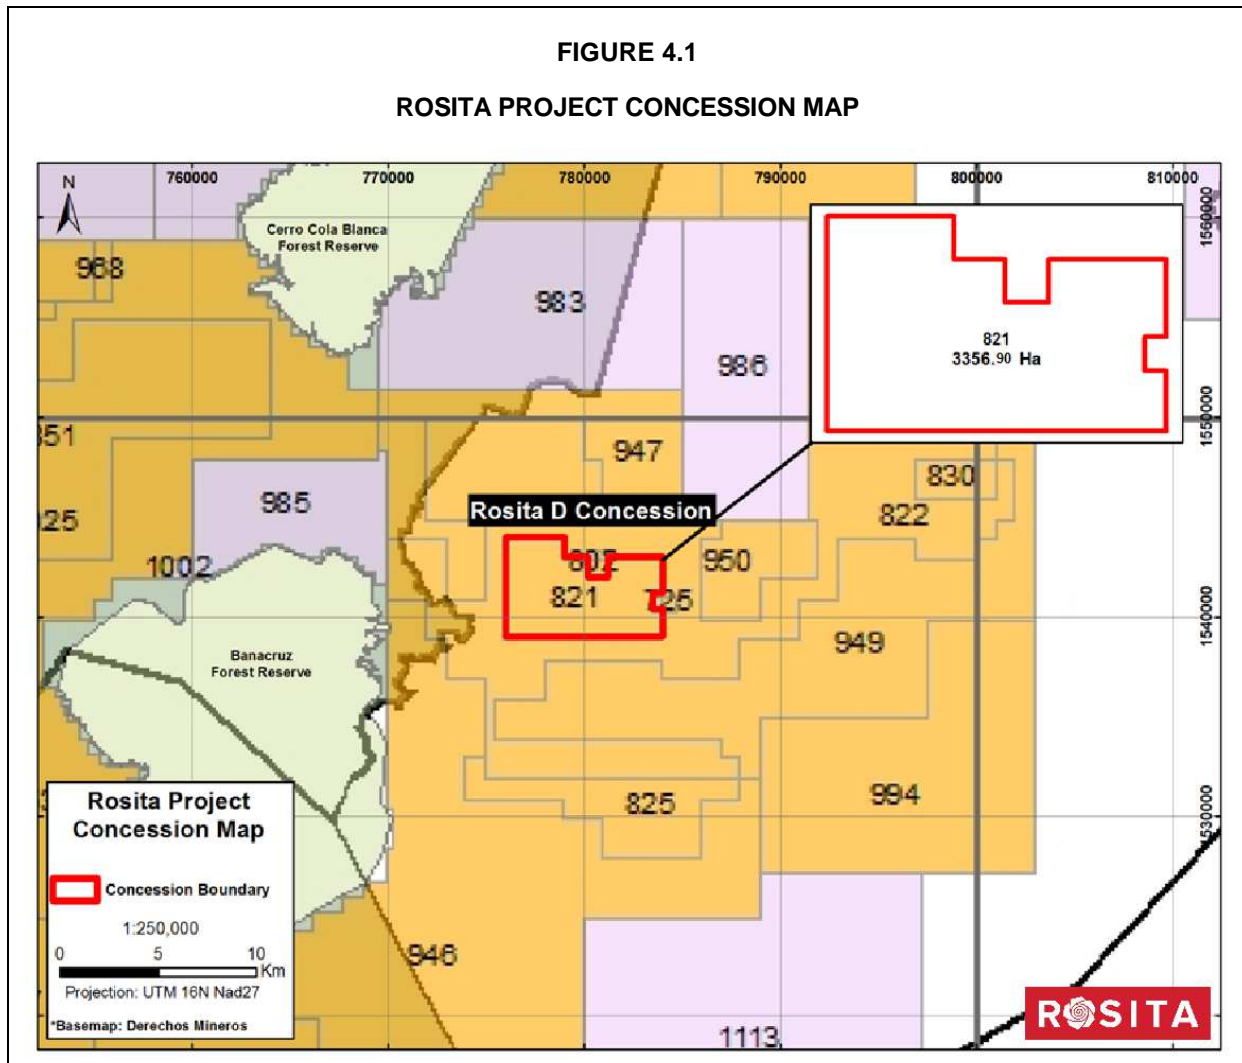 FIGURE 4.1
ROSITA PROJECT CONCESSION MAP
760000
770000
780000
790000
800000
810000
N
1560000
Cerro Cola Blanca
Forest Reserve
968
983
986
821
3356.90 Ha
1550000
947
830
985
822
Rosita D Concession
1002
802
950
821
725
1540000
Banacruz
Forest Reserve
949
994
825
1530000
946
1113
Rosita Project
Concession Map
Concession Boundary
1:250,000
0 5 10
Km
Projection: UTM 16N Nad27
*Basemap: Derechos Mineros
ROSITA